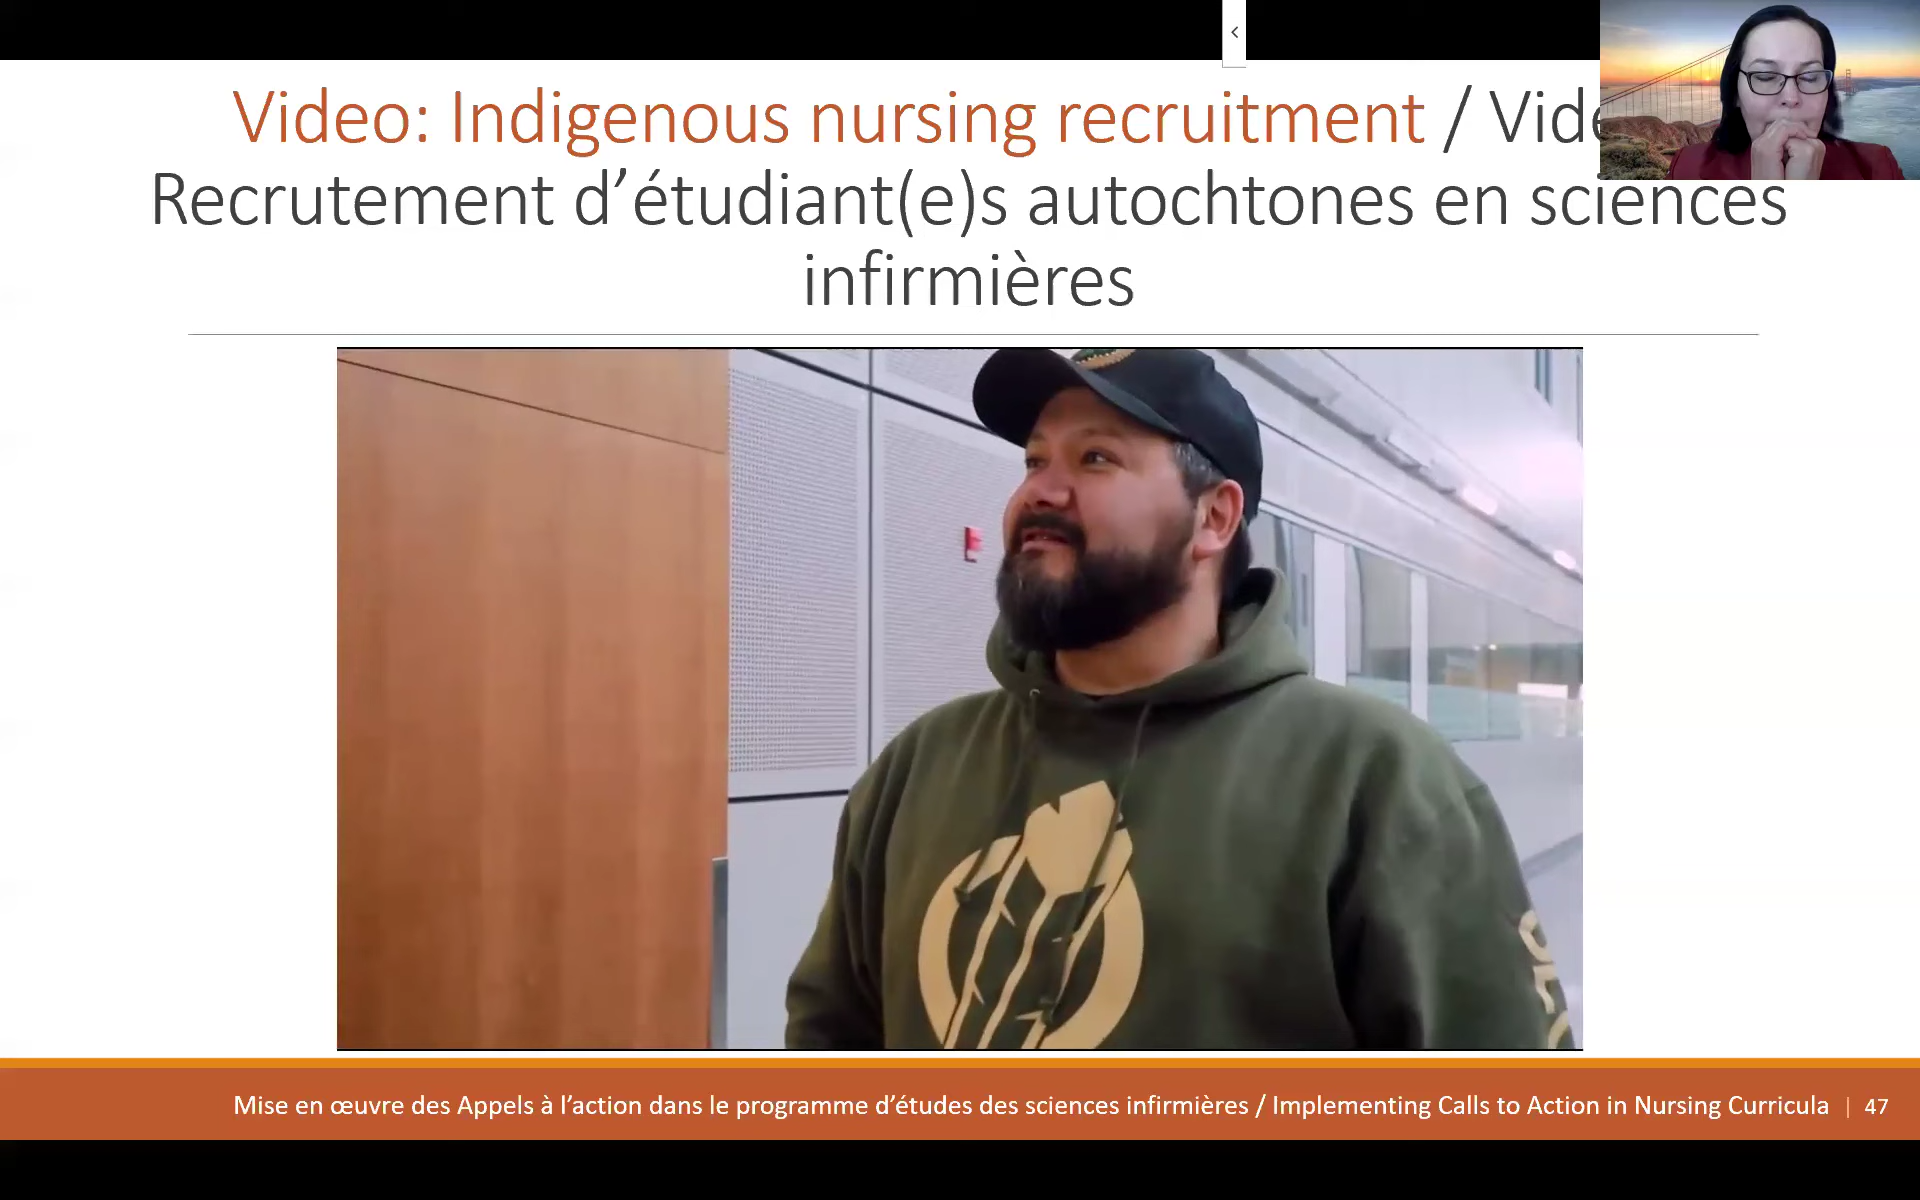 Video: Indigenous nursing recruitment / Vid
Recrutement d’étudiant(e)s autochtones en sciences
infirmières
Mise en œuvre des Appels à l’action dans le programme d’études des sciences infirmières / Implementing Calls to Action in Nursing Curricula | 47